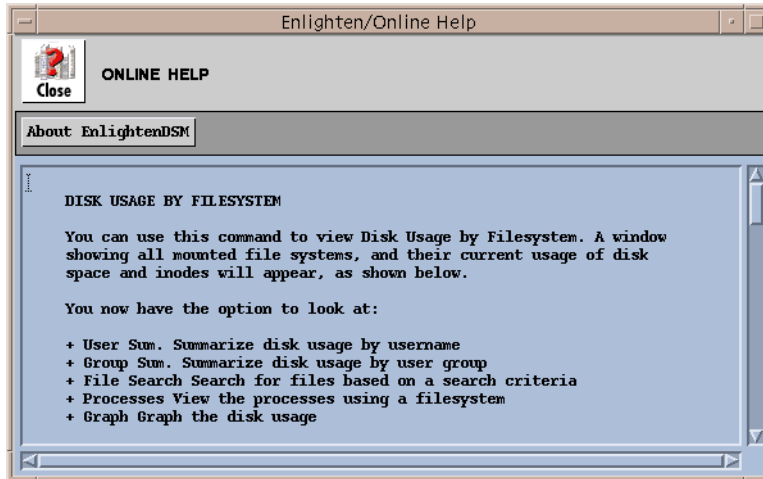 Enlighten/Online Help
Close
ONLINE HELP
About EnlightenDSM
DISK USAGE BY FILESYSTEM
You can use this command to view Disk Usage by Filesystem. A window
showing all mounted file systems, and their current usage of disk
space and inodes will appear, as shown below.
You now have the option to look at:
+ User Sum. Summarize disk usage by username
+ Group Sum. Summarize disk usage by user group
+ File Search Search for files based on a search criteria
+ Processes View the processes using a filesystem
+ Graph Graph the disk usage